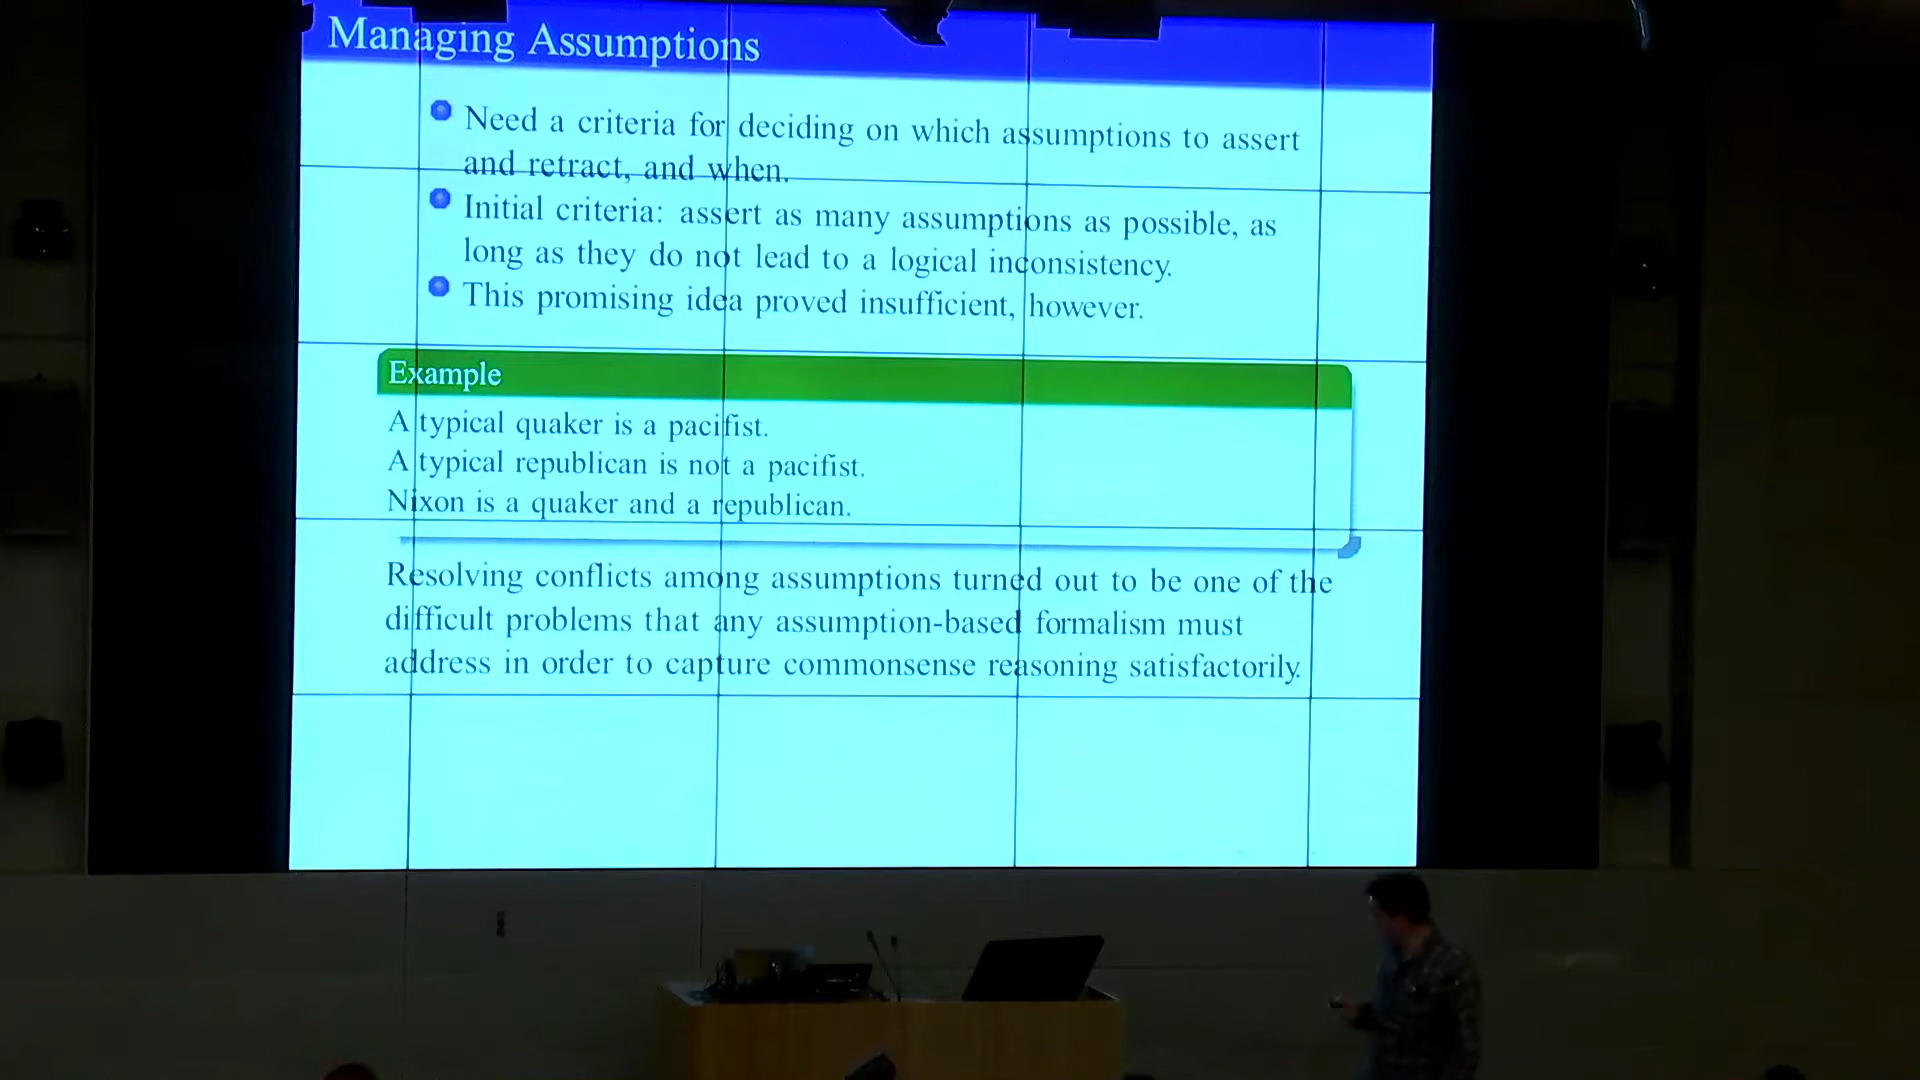 Managing Assumptions
Need a criteria for deciding on which assumptions to assert
and retract, and when.
Initial criteria: assert as many assumptions as possible, as
long as they do not lead to a logical inconsistency.
This promising idea proved insufficient, however.
Example
A typical quaker is a pacifist.
A typical republican is not a pacifist.
Nixon is a quaker and a republican.
Resolving conflicts among assumptions turned out to be one of the
difficult problems that any assumption-based formalism must
address in order to capture commonsense reasoning satisfactorily.